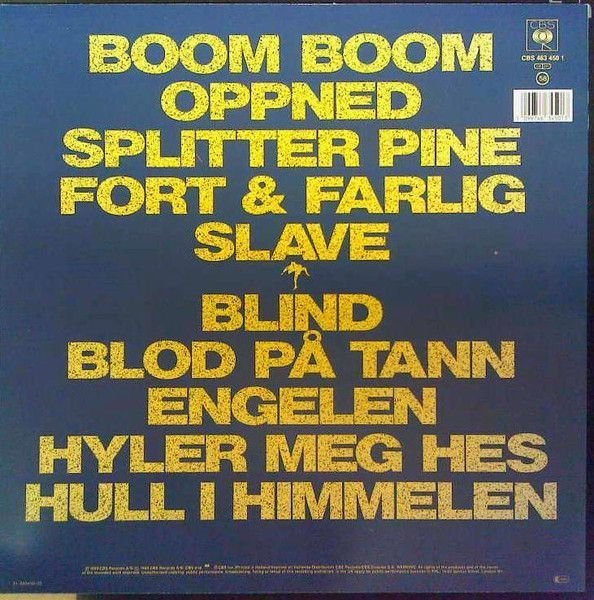 CBS
CBS 463 450 1
BOOM BOOM
OPPNED
SPLITTER PINE
FORT & FARLIG
SLAVE
BLIND
BLOD PÅ TANN
ENGELEN
HYLER MEG HES
HULL I HIMMELEN